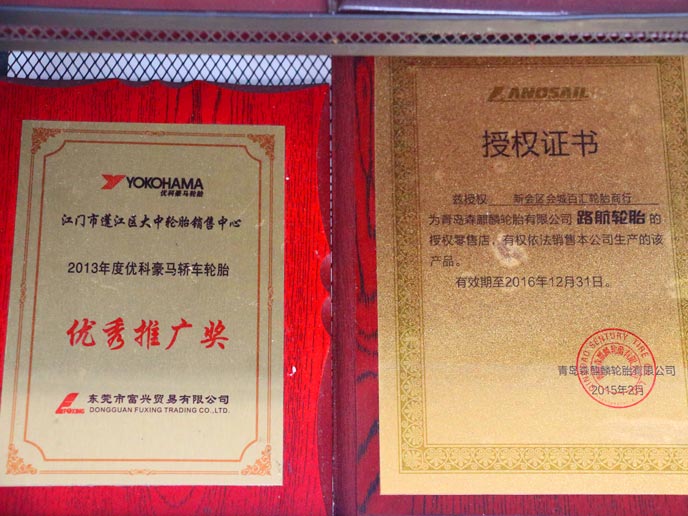 YOKOHAMA
优科豪马轮胎
江门市蓬江区大中轮胎销售中心
2013年度优科豪马轿车轮胎
优秀推广奖
东莞市富兴贸易有限公司
DONGGUAN FUXING TRADING CO.,LTD.
LANDSAIL
授权证书
兹授权 新会区会城百汇轮胎商行
为青岛森麒麟轮胎有限公司 路航轮胎 的
授权零售店，有权依法销售本公司生产的该
产品。
有效期至2016年12月31日。
青岛森麒麟轮胎有限公司
2015年2月